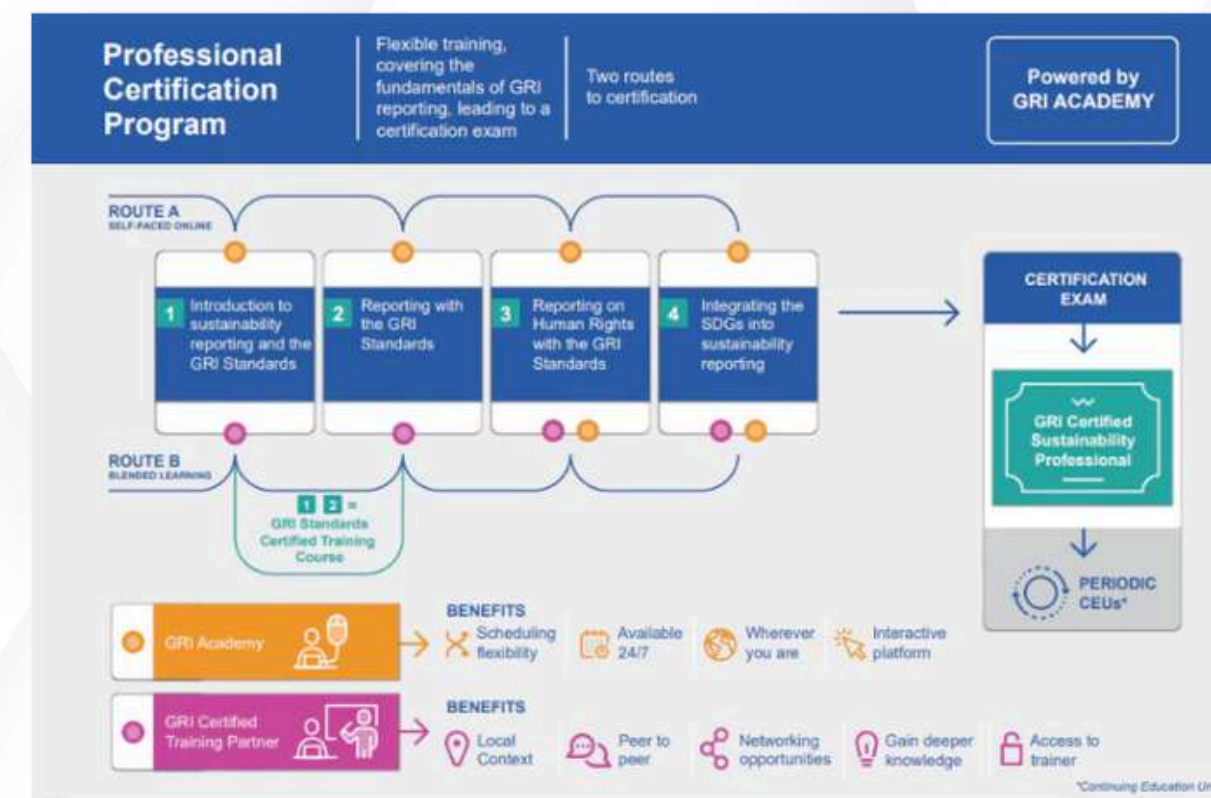 Professional
Certification
Program
Flexible training,
covering the
fundamentals of GRI
reporting, leading to a
certification exam
Two routes
to certification
Powered by
GRI ACADEMY
ROUTE A
SELF-PACED ONLINE
1
Introduction to
sustainability
reporting and the
GRI Standards
2
Reporting with
the GRI
Standards
3
Reporting on
Human Rights
with the GRI
Standards
4
Integrating the
SDGs into
sustainability
reporting
ROUTE B
BLENDED LEARNING
1 2 =
GRI Standards
Certified Training
Course
CERTIFICATION
EXAM
GRI Certified
Sustainability
Professional
PERIODIC
CEUs*
GRI Academy
BENEFITS
Scheduling
flexibility
Available
24/7
Wherever
you are
Interactive
platform
GRI Certified
Training Partner
BENEFITS
Local
Context
Peer to
peer
Networking
opportunities
Gain deeper
knowledge
Access to
trainer
*Continuing Education